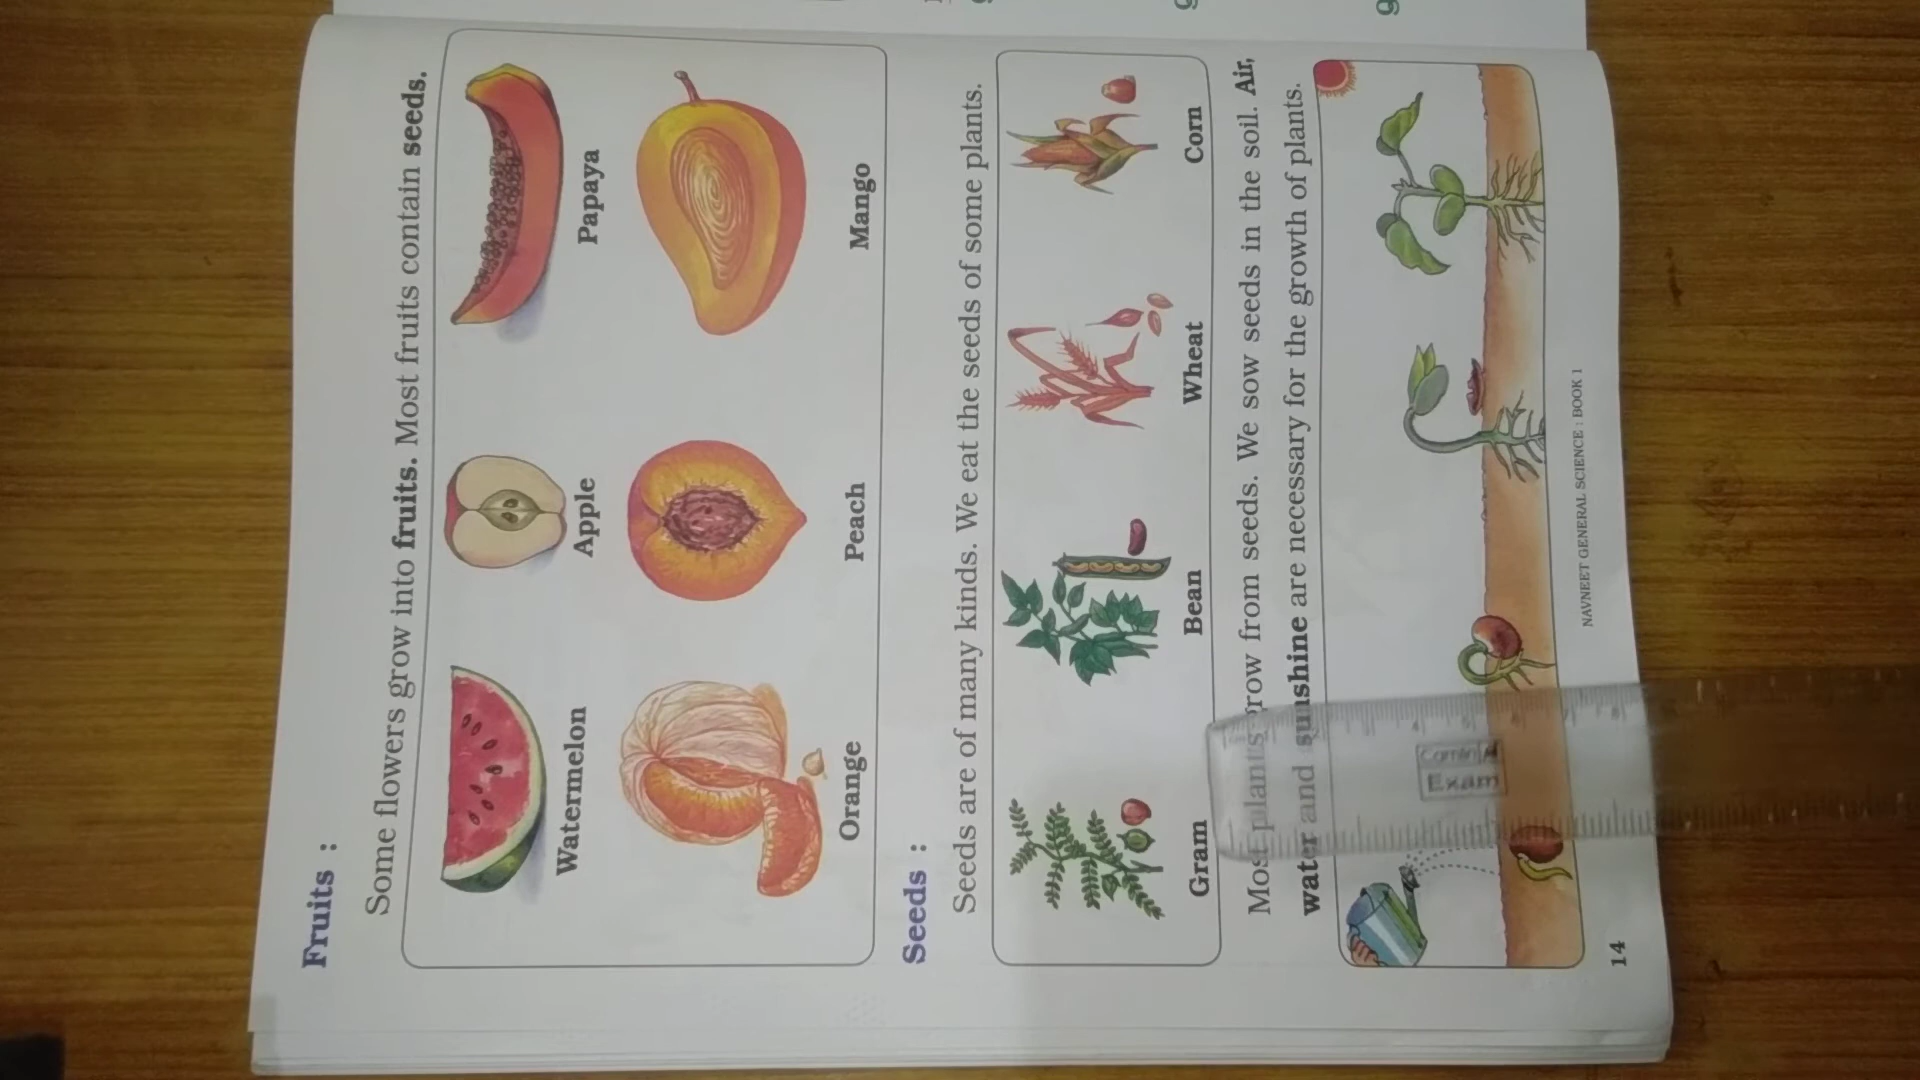 Fruits :
Some flowers grow into fruits. Most fruits contain seeds.
Watermelon Apple Papaya
Orange Peach Mango
Seeds :
Seeds are of many kinds. We eat the seeds of some plants.
Gram Bean Wheat Corn
Most plants grow from seeds. We sow seeds in the soil. Air,
water and sunshine are necessary for the growth of plants.
Camlin
Exam
14 NAVNEET GENERAL SCIENCE : BOOK 1